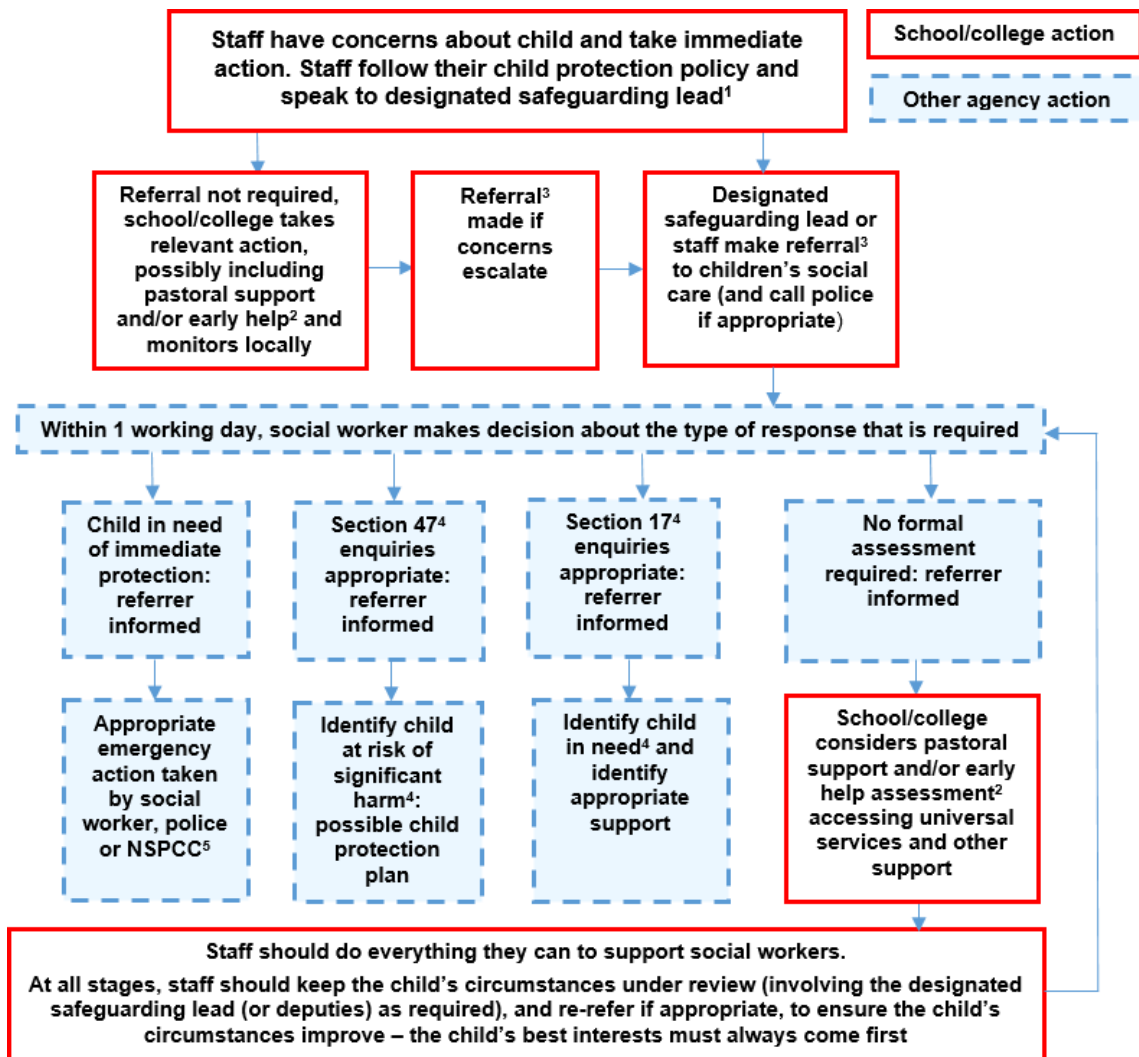 Staff have concerns about child and take immediate
action. Staff follow their child protection policy and
speak to designated safeguarding lead¹
School/college action
Other agency action
Referral not required,
school/college takes
relevant action,
possibly including
pastoral support
and/or early help² and
monitors locally
Referral³
made if
concerns
escalate
Designated
safeguarding lead or
staff make referral³
to children’s social
care (and call police
if appropriate)
Within 1 working day, social worker makes decision about the type of response that is required
Child in need
of immediate
protection:
referrer
informed
Section 47⁴
enquiries
appropriate:
referrer
informed
Section 17⁴
enquiries
appropriate:
referrer
informed
No formal
assessment
required: referrer
informed
Appropriate
emergency
action taken
by social
worker, police
or NSPCC⁵
Identify child
at risk of
significant
harm⁴:
possible child
protection
plan
Identify child
in need⁴ and
identify
appropriate
support
School/college
considers pastoral
support and/or early
help assessment²
accessing universal
services and other
support
Staff should do everything they can to support social workers.
At all stages, staff should keep the child’s circumstances under review (involving the designated
safeguarding lead (or deputies) as required), and re-refer if appropriate, to ensure the child’s
circumstances improve – the child’s best interests must always come first